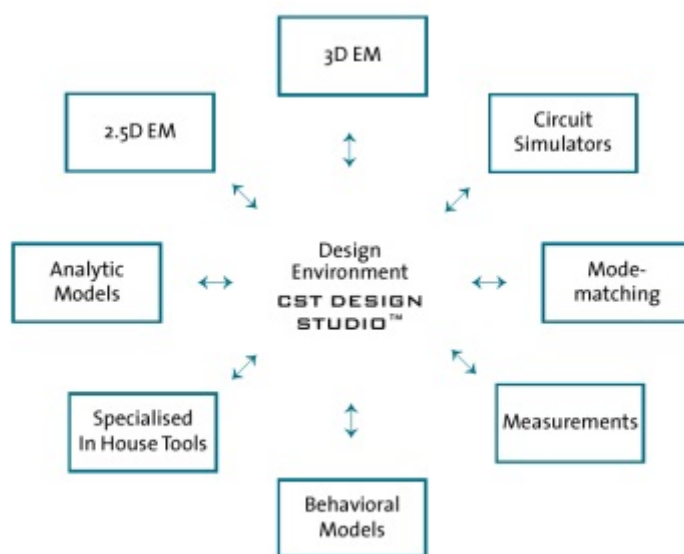 3D EM
2.5D EM
Circuit
Simulators
Design
Environment
CST DESIGN
STUDIO™
Analytic
Models
Mode-
matching
Specialised
In House Tools
Measurements
Behavioral
Models